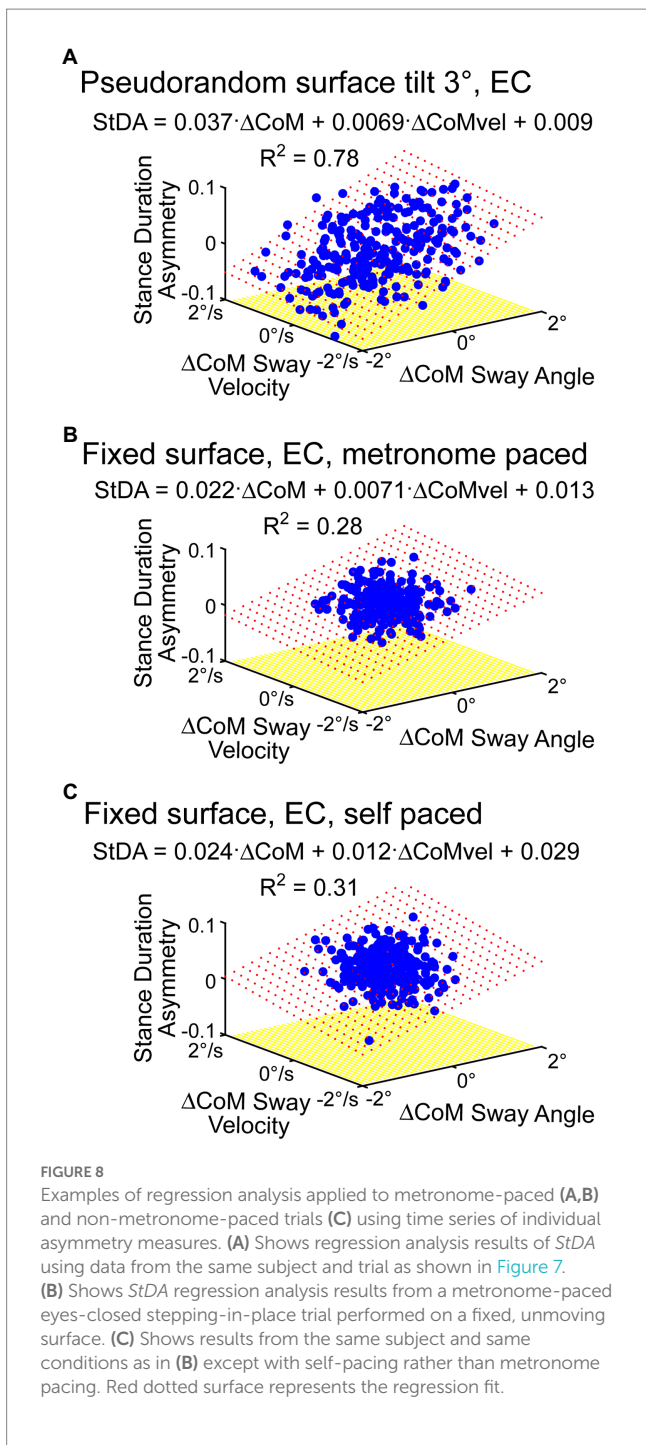 A
Pseudorandom surface tilt 3°, EC
StDA = 0.037·ΔCoM + 0.0069·ΔCoMvel + 0.009
R² = 0.78
Stance Duration
Asymmetry
0.1
0
-0.1
2°/s
0°/s
-2°/s
-2°
0°
2°
ΔCoM Sway
Velocity
ΔCoM Sway Angle
B
Fixed surface, EC, metronome paced
StDA = 0.022·ΔCoM + 0.0071·ΔCoMvel + 0.013
R² = 0.28
Stance Duration
Asymmetry
0.1
0
-0.1
2°/s
0°/s
-2°/s
-2°
0°
2°
ΔCoM Sway
Velocity
ΔCoM Sway Angle
C
Fixed surface, EC, self paced
StDA = 0.024·ΔCoM + 0.012·ΔCoMvel + 0.029
R² = 0.31
Stance Duration
Asymmetry
0.1
0
-0.1
2°/s
0°/s
-2°/s
-2°
0°
2°
ΔCoM Sway
Velocity
ΔCoM Sway Angle
FIGURE 8
Examples of regression analysis applied to metronome-paced (A,B)
and non-metronome-paced trials (C) using time series of individual
asymmetry measures. (A) Shows regression analysis results of StDA
using data from the same subject and trial as shown in Figure 7.
(B) Shows StDA regression analysis results from a metronome-paced
eyes-closed stepping-in-place trial performed on a fixed, unmoving
surface. (C) Shows results from the same subject and same
conditions as in (B) except with self-pacing rather than metronome
pacing. Red dotted surface represents the regression fit.